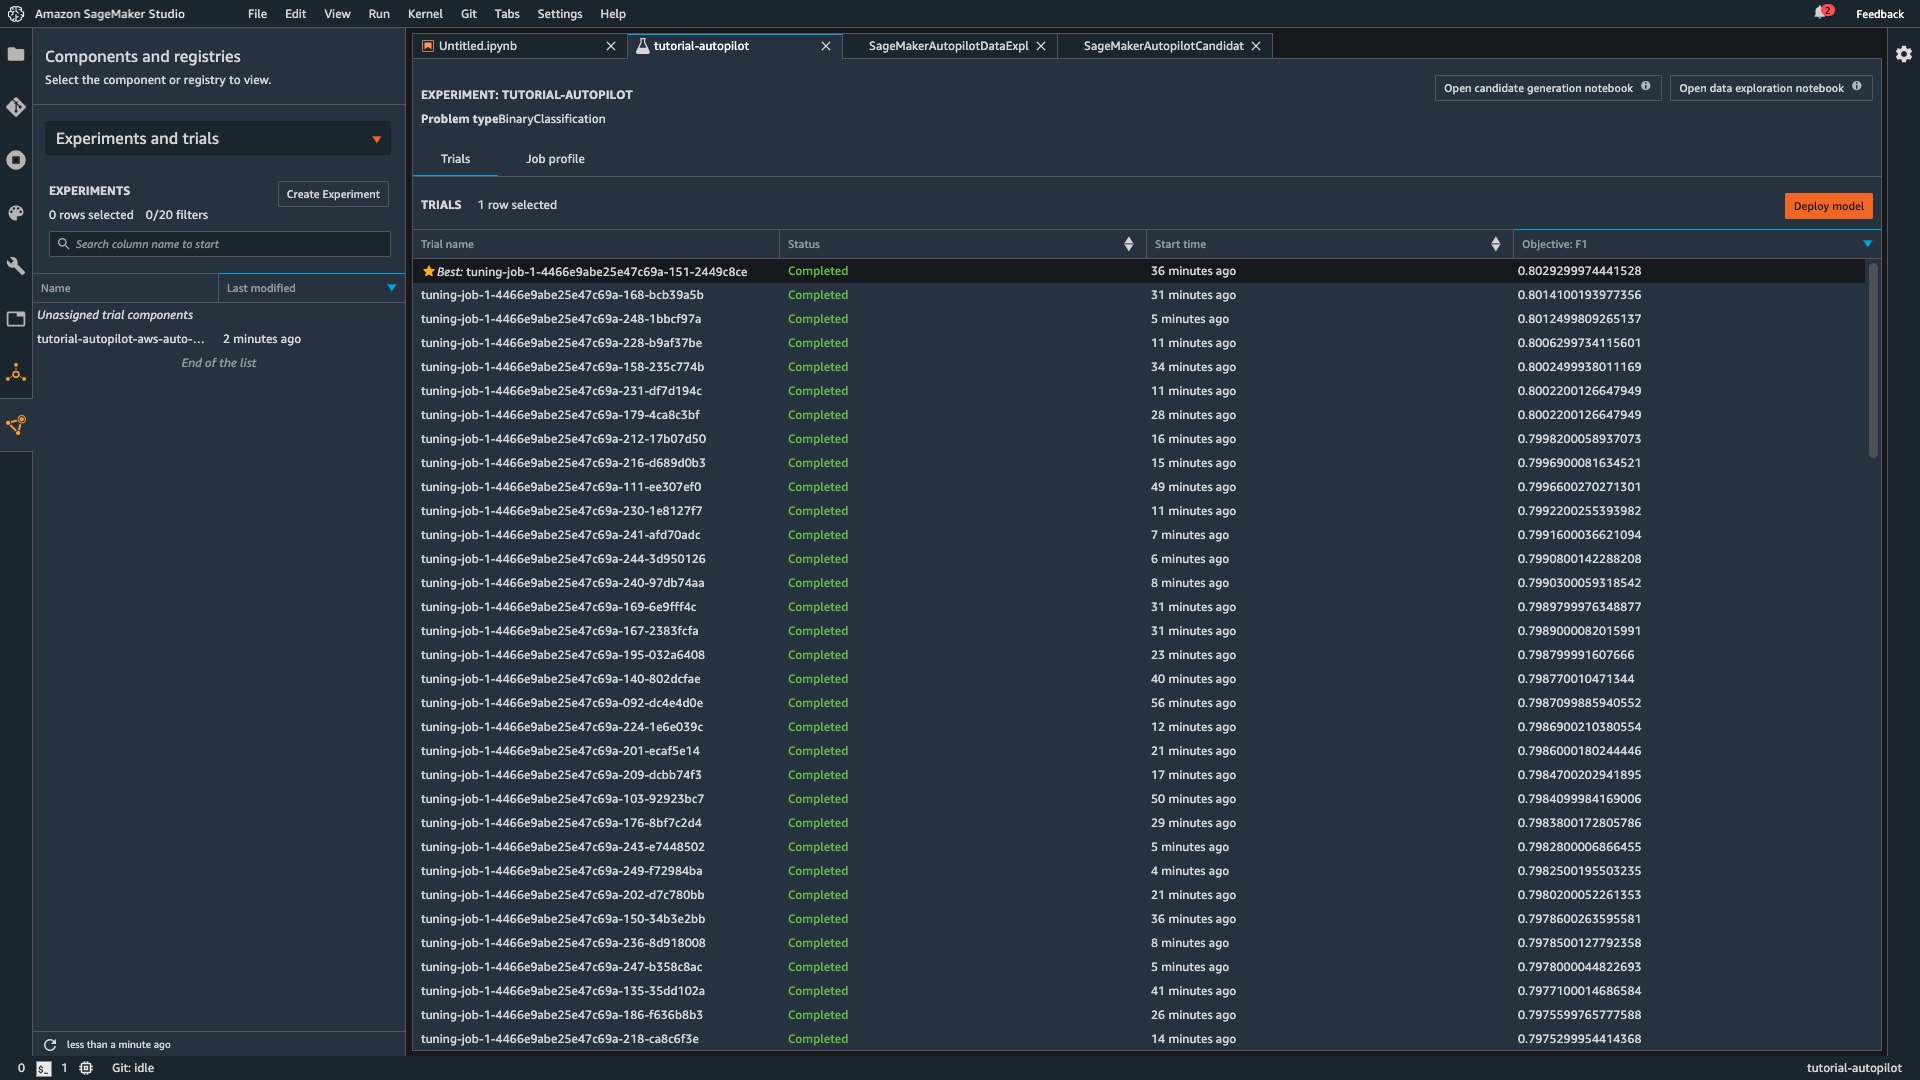 Amazon SageMaker Studio File Edit View Run Kernel Git Tabs Settings Help 2 Feedback
Components and registries
Select the component or registry to view.
Experiments and trials
EXPERIMENTS Create Experiment
0 rows selected 0/20 filters
Search column name to start
Name Last modified
Unassigned trial components
tutorial-autopilot-aws-auto-... 2 minutes ago
End of the list
less than a minute ago
Untitled.ipynb tutorial-autopilot SageMakerAutopilotDataExpl SageMakerAutopilotCandidat
EXPERIMENT: TUTORIAL-AUTOPILOT Open candidate generation notebook Open data exploration notebook
Problem typeBinaryClassification
Trials Job profile
TRIALS 1 row selected Deploy model
Trial name Status Start time Objective: F1
Best: tuning-job-1-4466e9abe25e47c69a-151-2449c8ce Completed 36 minutes ago 0.8029299974441528
tuning-job-1-4466e9abe25e47c69a-168-bcb39a5b Completed 31 minutes ago 0.8014100193977356
tuning-job-1-4466e9abe25e47c69a-248-1bbcf97a Completed 5 minutes ago 0.8012499809265137
tuning-job-1-4466e9abe25e47c69a-228-b9af37be Completed 11 minutes ago 0.8006299734115601
tuning-job-1-4466e9abe25e47c69a-158-235c774b Completed 34 minutes ago 0.8002499938011169
tuning-job-1-4466e9abe25e47c69a-231-df7d194c Completed 11 minutes ago 0.8002200126647949
tuning-job-1-4466e9abe25e47c69a-179-4ca8c3bf Completed 28 minutes ago 0.8002200126647949
tuning-job-1-4466e9abe25e47c69a-212-17b07d50 Completed 16 minutes ago 0.7998200058937073
tuning-job-1-4466e9abe25e47c69a-216-d689d0b3 Completed 15 minutes ago 0.7996900081634521
tuning-job-1-4466e9abe25e47c69a-111-ee307ef0 Completed 49 minutes ago 0.7996600270271301
tuning-job-1-4466e9abe25e47c69a-230-1e8127f7 Completed 11 minutes ago 0.7992200255393982
tuning-job-1-4466e9abe25e47c69a-241-afd70adc Completed 7 minutes ago 0.7991600036621094
tuning-job-1-4466e9abe25e47c69a-244-3d950126 Completed 6 minutes ago 0.7990800142288208
tuning-job-1-4466e9abe25e47c69a-240-97db74aa Completed 8 minutes ago 0.7990300059318542
tuning-job-1-4466e9abe25e47c69a-169-6e9fff4c Completed 31 minutes ago 0.7989799976348877
tuning-job-1-4466e9abe25e47c69a-167-2383fcfa Completed 31 minutes ago 0.7989000082015991
tuning-job-1-4466e9abe25e47c69a-195-032a6408 Completed 23 minutes ago 0.798799991607666
tuning-job-1-4466e9abe25e47c69a-140-802dcfae Completed 40 minutes ago 0.798770010471344
tuning-job-1-4466e9abe25e47c69a-092-dc4e4d0e Completed 56 minutes ago 0.7987099885940552
tuning-job-1-4466e9abe25e47c69a-224-1e6e039c Completed 12 minutes ago 0.7986900210380554
tuning-job-1-4466e9abe25e47c69a-201-ecaf5e14 Completed 21 minutes ago 0.7986000180244446
tuning-job-1-4466e9abe25e47c69a-209-dcbb74f3 Completed 17 minutes ago 0.7984700202941895
tuning-job-1-4466e9abe25e47c69a-103-92923bc7 Completed 50 minutes ago 0.7984099984169006
tuning-job-1-4466e9abe25e47c69a-176-8bf7c2d4 Completed 29 minutes ago 0.7983800172805786
tuning-job-1-4466e9abe25e47c69a-243-e7448502 Completed 5 minutes ago 0.7982800006866455
tuning-job-1-4466e9abe25e47c69a-249-f72984ba Completed 4 minutes ago 0.7982500195503235
tuning-job-1-4466e9abe25e47c69a-202-d7c780bb Completed 21 minutes ago 0.7980200052261353
tuning-job-1-4466e9abe25e47c69a-150-34b3e2bb Completed 36 minutes ago 0.7978600263595581
tuning-job-1-4466e9abe25e47c69a-236-8d918008 Completed 8 minutes ago 0.7978500127792358
tuning-job-1-4466e9abe25e47c69a-247-b358c8ac Completed 5 minutes ago 0.7978000044822693
tuning-job-1-4466e9abe25e47c69a-135-35dd102a Completed 41 minutes ago 0.7977100014686584
tuning-job-1-4466e9abe25e47c69a-186-f636b8b3 Completed 26 minutes ago 0.7975599765777588
tuning-job-1-4466e9abe25e47c69a-218-ca8c6f3e Completed 14 minutes ago 0.7975299954414368
0 $_ 1 Git: idle tutorial-autopilot